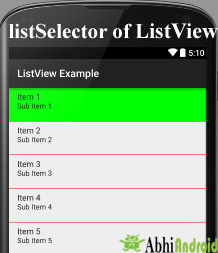 listSelector of ListView
5:10
ListView Example
Item 1
Sub Item 1
Item 2
Sub Item 2
Item 3
Sub Item 3
Item 4
Sub Item 4
Item 5
Sub Item 5
AbhiAndroid